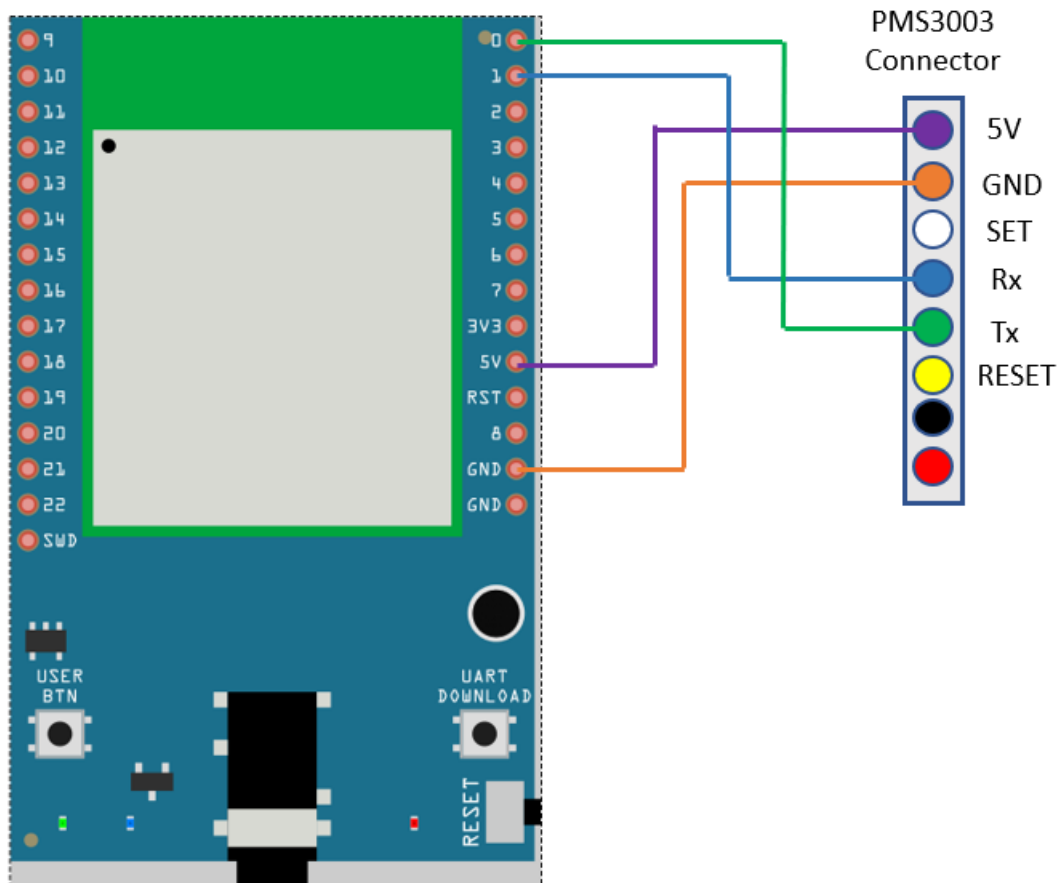 PMS3003
Connector
9
10
11
12
13
14
15
16
17
18
19
20
21
22
SWD
0
1
2
3
4
5
6
7
3V3
5V
RST
8
GND
GND
5V
GND
SET
Rx
Tx
RESET
USER
BTN
UART
DOWNLOAD
RESET